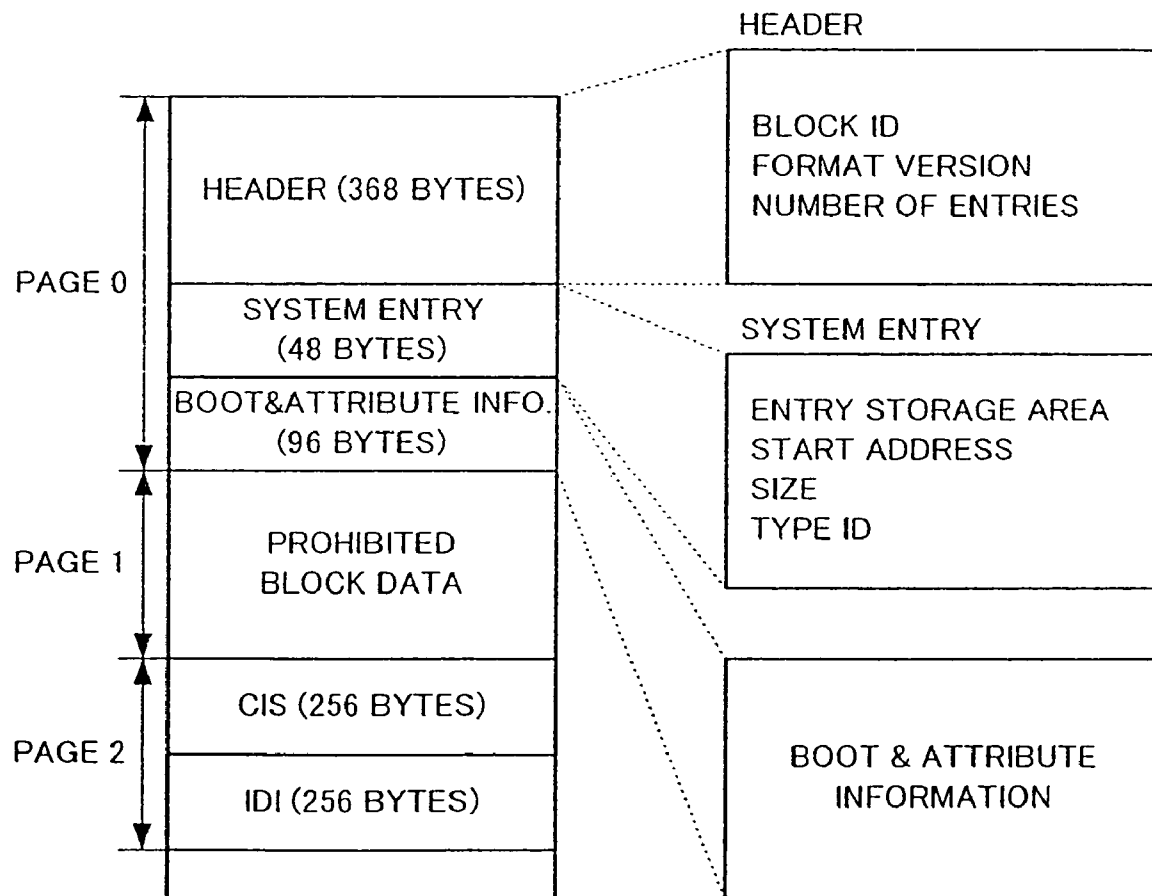 HEADER
BLOCK ID
FORMAT VERSION
NUMBER OF ENTRIES
HEADER (368 BYTES)
PAGE 0
SYSTEM ENTRY
(48 BYTES)
SYSTEM ENTRY
BOOT&ATTRIBUTE INFO.
(96 BYTES)
ENTRY STORAGE AREA
START ADDRESS
SIZE
TYPE ID
PAGE 1
PROHIBITED
BLOCK DATA
PAGE 2
CIS (256 BYTES)
IDI (256 BYTES)
BOOT & ATTRIBUTE
INFORMATION